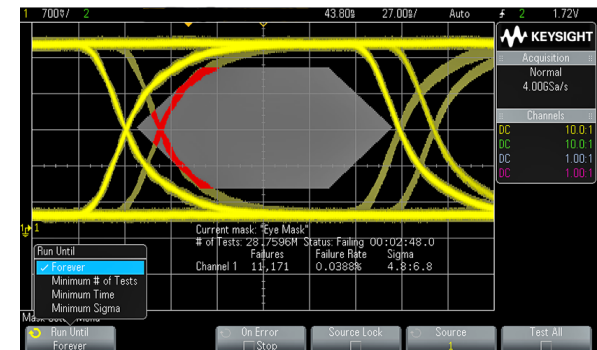 1 700▿/ 2 43.80▿ 27.00▿/ Auto 2 1.72V
KEYSIGHT
Acquisition
Normal
4.00GSa/s
Channels
DC 10.0:1
DC 10.0:1
DC 1.00:1
DC 1.00:1
1
Current mask: "Eye Mask"
# of Tests: 28.7596M Status: Failing 00:02:48.0
Failures Failure Rate Sigma
Channel 1 11,171 0.0388% 4.8:6.8
Run Until
✓ Forever
Minimum # of Tests
Minimum Time
Minimum Sigma
Menu
Run Until
Forever
On Error
Stop
Source Lock
Source
1
Test All